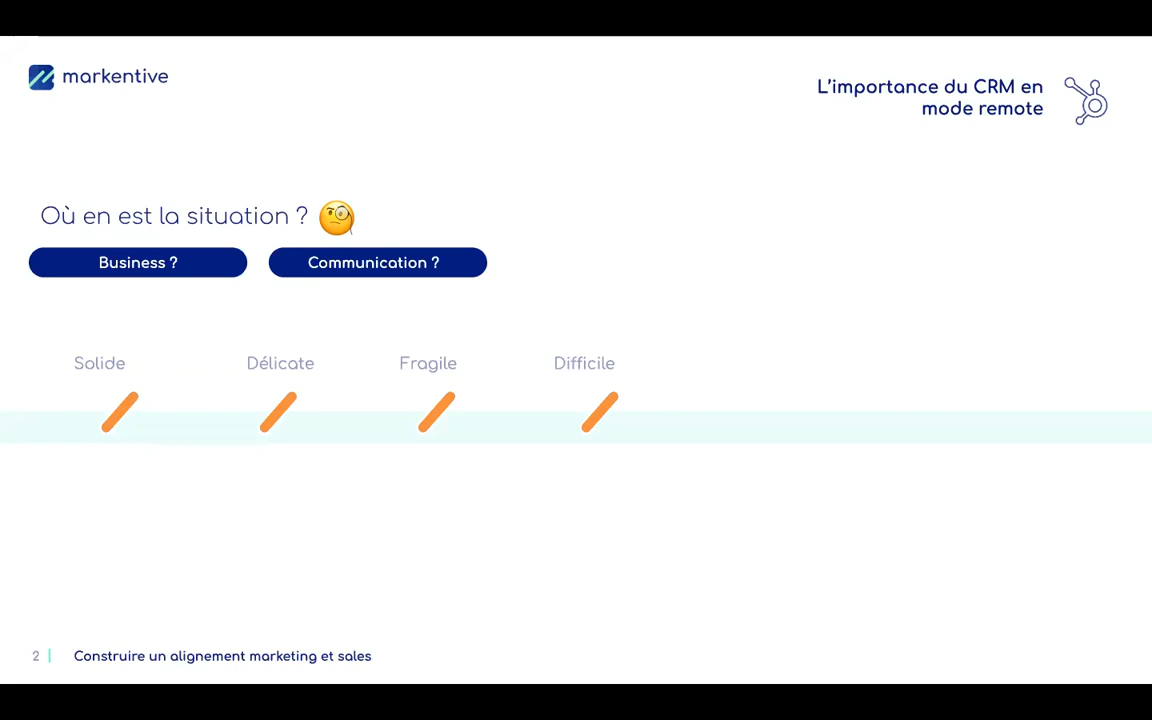 markentive
L'importance du CRM en
mode remote
Où en est la situation ?
Business ?
Communication ?
Solide
Délicate
Fragile
Difficile
2
Construire un alignement marketing et sales